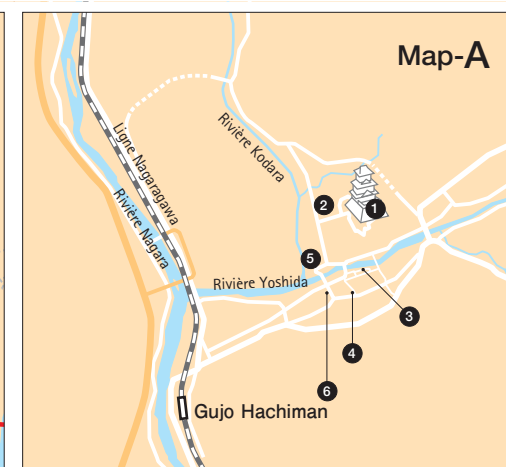 Map-A
Rivière Kodara
Ligne Nagaragawa
Rivière Nagara
2
1
5
Rivière Yoshida
3
4
6
Gujo Hachiman